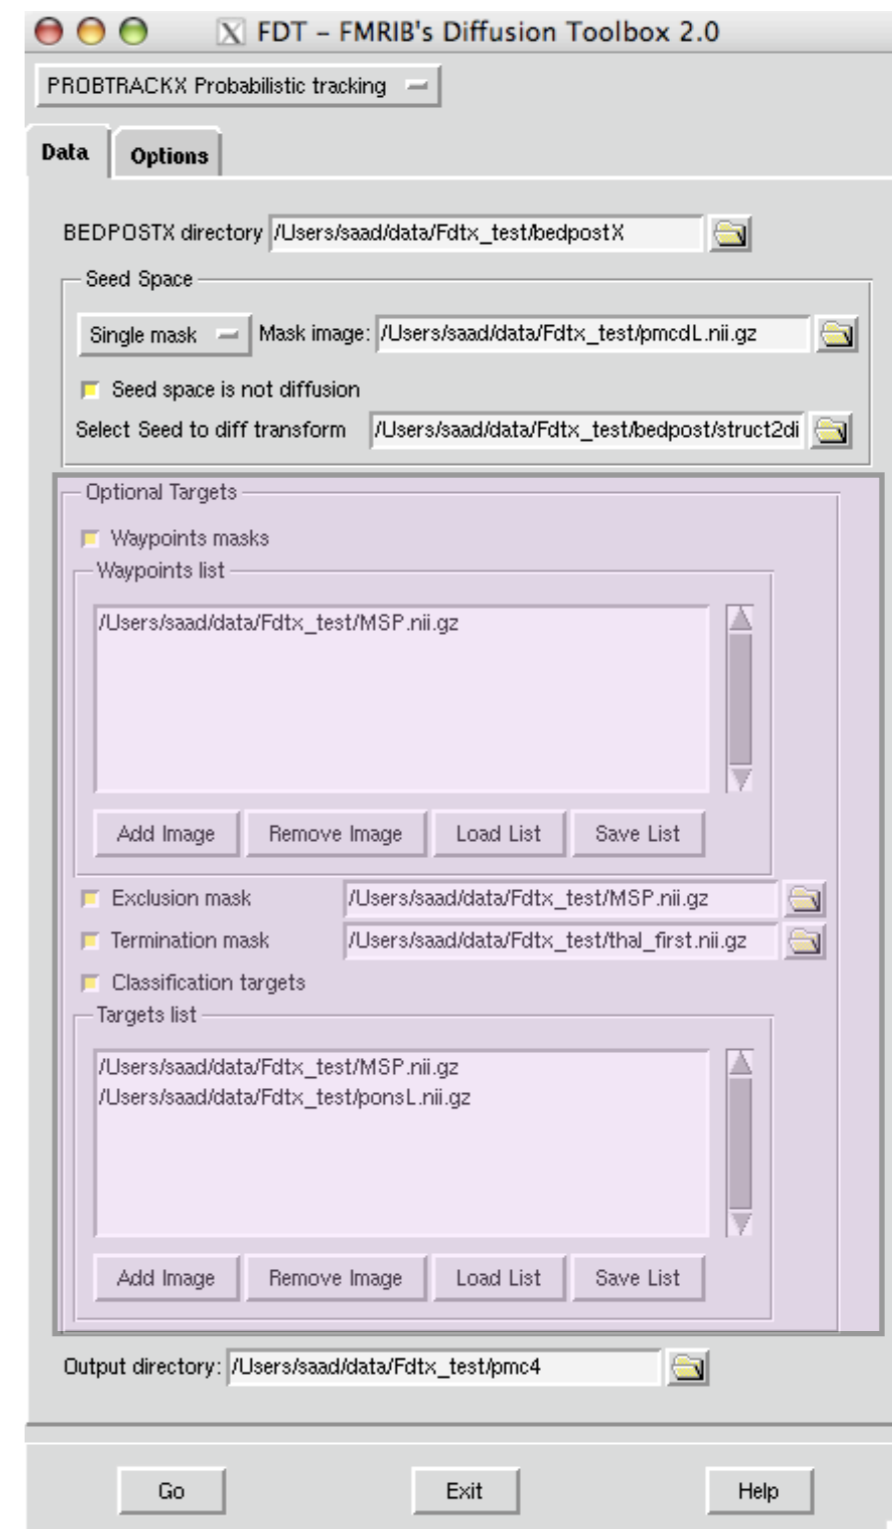 X FDT – FMRIB's Diffusion Toolbox 2.0
PROBTRACKX Probabilistic tracking
Data Options
BEDPOSTX directory /Users/saad/data/Fdtx_test/bedpostX
Seed Space
Single mask Mask image: /Users/saad/data/Fdtx_test/pmcdL.nii.gz
Seed space is not diffusion
Select Seed to diff transform /Users/saad/data/Fdtx_test/bedpost/struct2di
Optional Targets
Waypoints masks
Waypoints list
/Users/saad/data/Fdtx_test/MSP.nii.gz
Add Image Remove Image Load List Save List
Exclusion mask /Users/saad/data/Fdtx_test/MSP.nii.gz
Termination mask /Users/saad/data/Fdtx_test/thal_first.nii.gz
Classification targets
Targets list
/Users/saad/data/Fdtx_test/MSP.nii.gz
/Users/saad/data/Fdtx_test/ponsL.nii.gz
Add Image Remove Image Load List Save List
Output directory: /Users/saad/data/Fdtx_test/pmc4
Go Exit Help